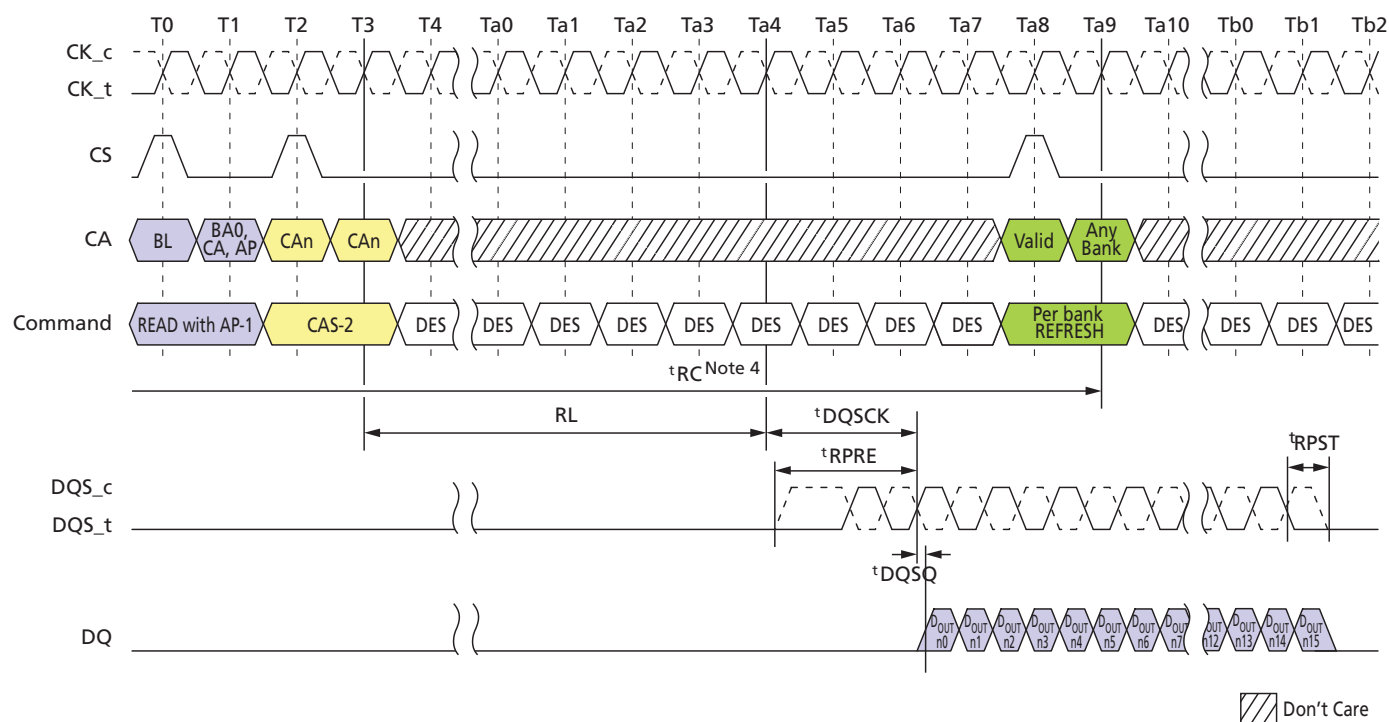 T0 T1 T2 T3 T4 Ta0 Ta1 Ta2 Ta3 Ta4 Ta5 Ta6 Ta7 Ta8 Ta9 Ta10 Tb0 Tb1 Tb2
CK_c
CK_t
CS
CA BL BA0, CA, AP CAn CAn Valid Any Bank
Command READ with AP-1 CAS-2 DES DES DES DES DES DES DES DES DES Per bank REFRESH DES DES DES DES
tRC Note 4
RL tDQSCK
tRPRE tRPST
DQS_c
DQS_t
tDQSQ
DQ DOUT n0 DOUT n1 DOUT n2 DOUT n3 DOUT n4 DOUT n5 DOUT n6 DOUT n7 DOUT n12 DOUT n13 DOUT n14 DOUT n15
Don't Care